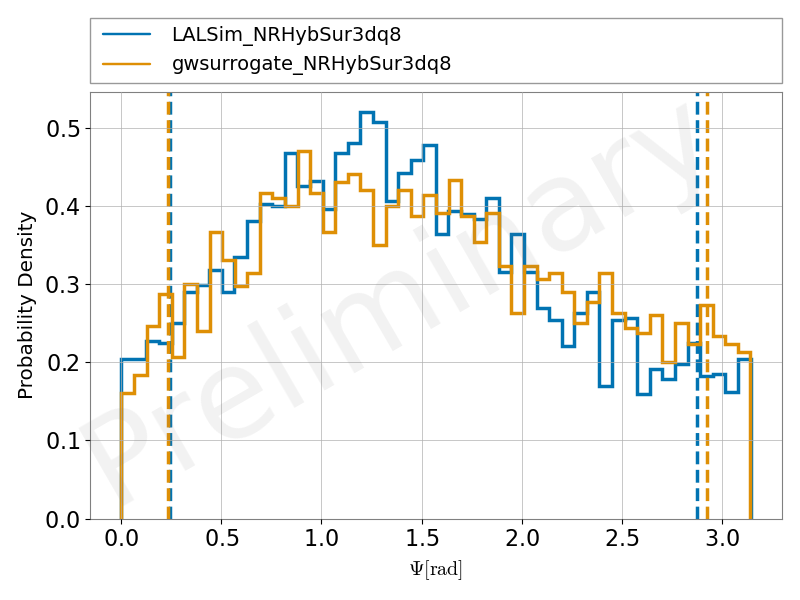 LALSim_NRHybSur3dq8
gwsurrogate_NRHybSur3dq8
0.5
0.4
0.3
0.2
0.1
0.0
Probability Density
Preliminary
0.0 0.5 1.0 1.5 2.0 2.5 3.0
Ψ[rad]